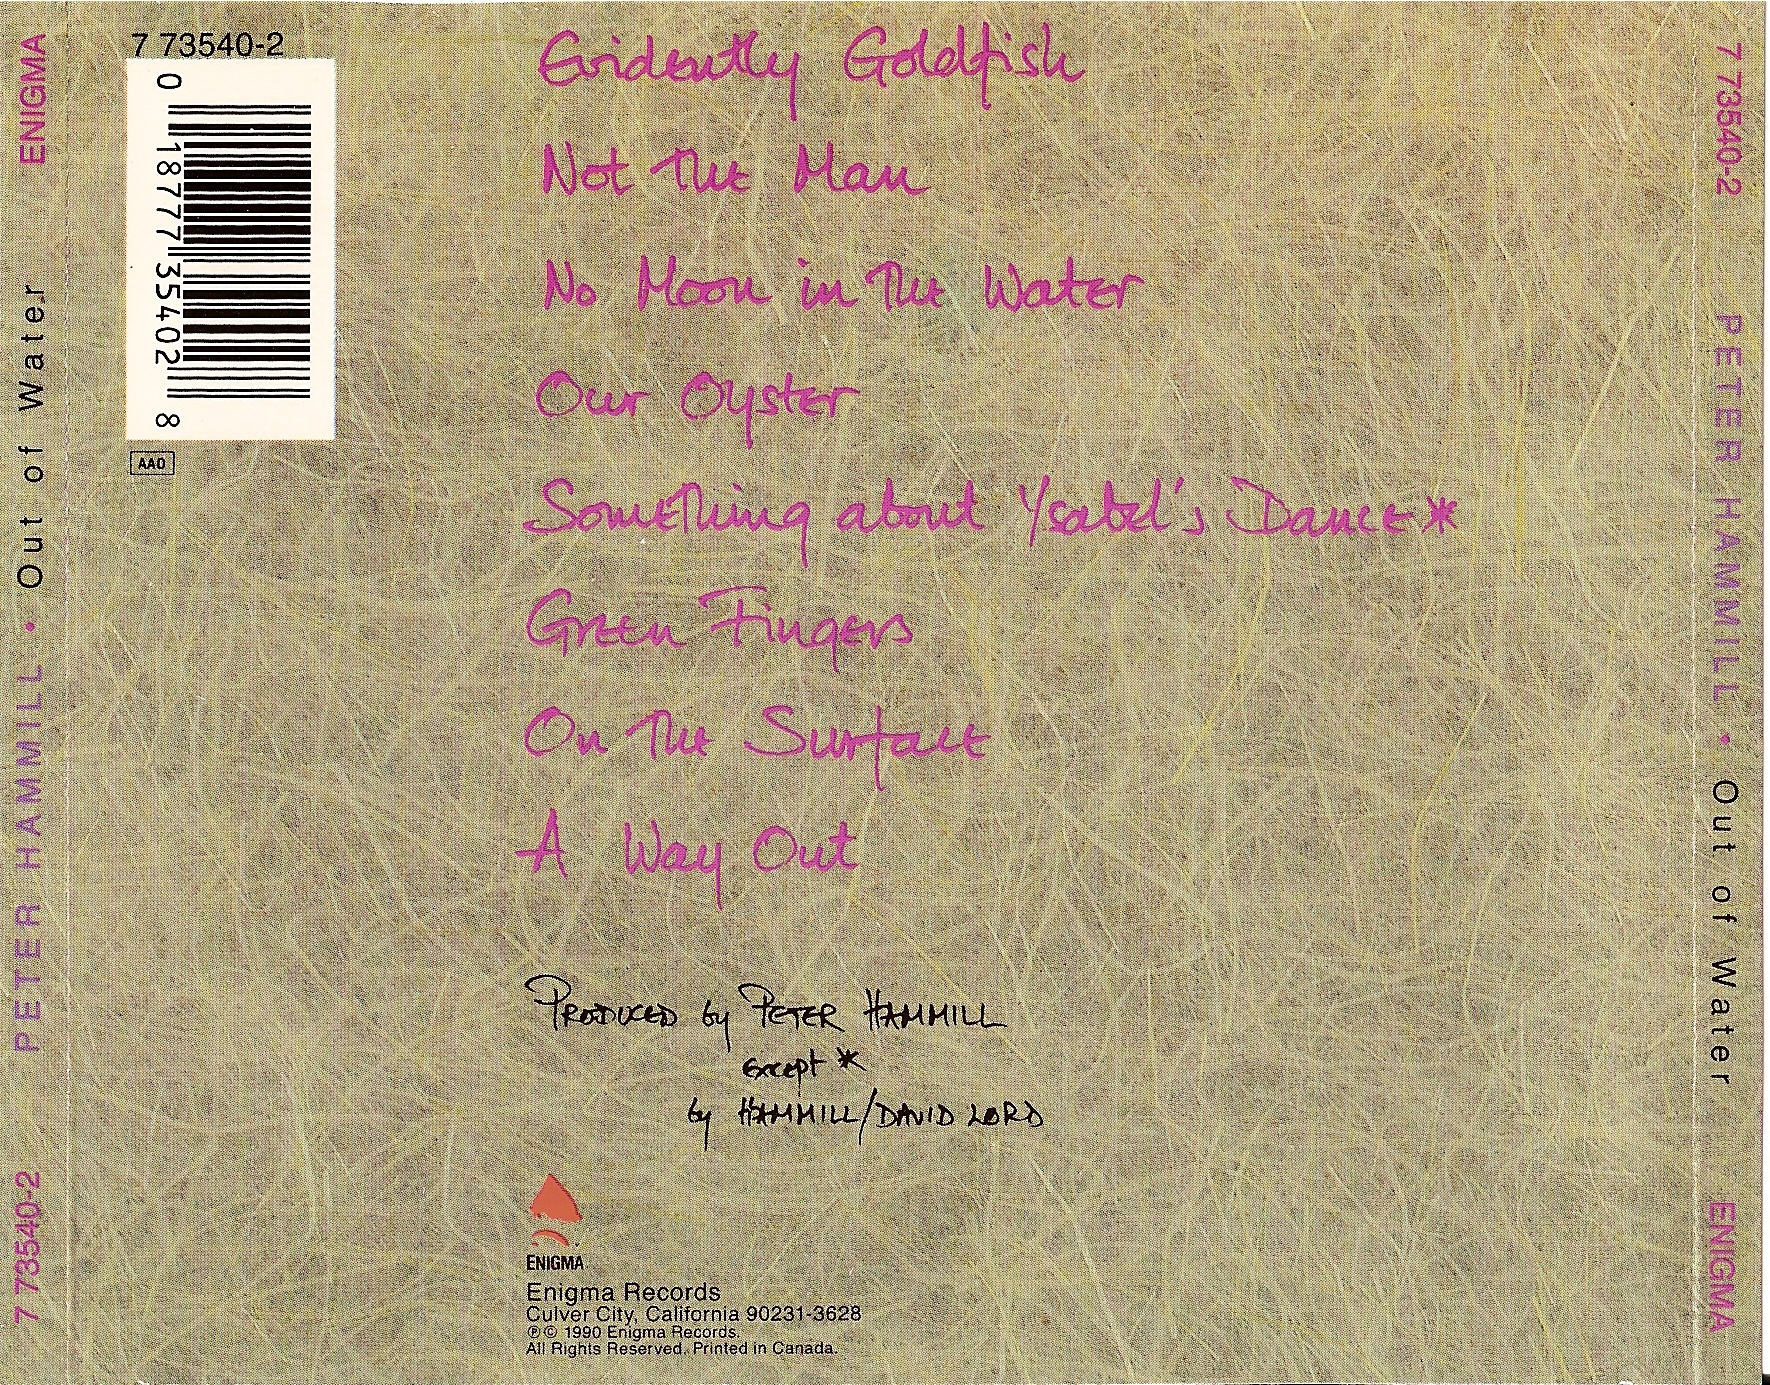 7 73540-2
0 18777 35402 8
AAO
Evidently Goldfish
Not The Man
No Moon in The Water
Our Oyster
Something about Ysabel's Dance*
Green Fingers
On The Surface
A Way Out
PRODUCED by PETER HAMMILL
except *
by HAMMILL/DAVID LORD
ENIGMA
Enigma Records
Culver City, California 90231-3628
℗ © 1990 Enigma Records.
All Rights Reserved. Printed in Canada.
7 73540-2 PETER HAMMILL • Out of Water ENIGMA
7 73540-2 PETER HAMMILL • Out of Water ENIGMA